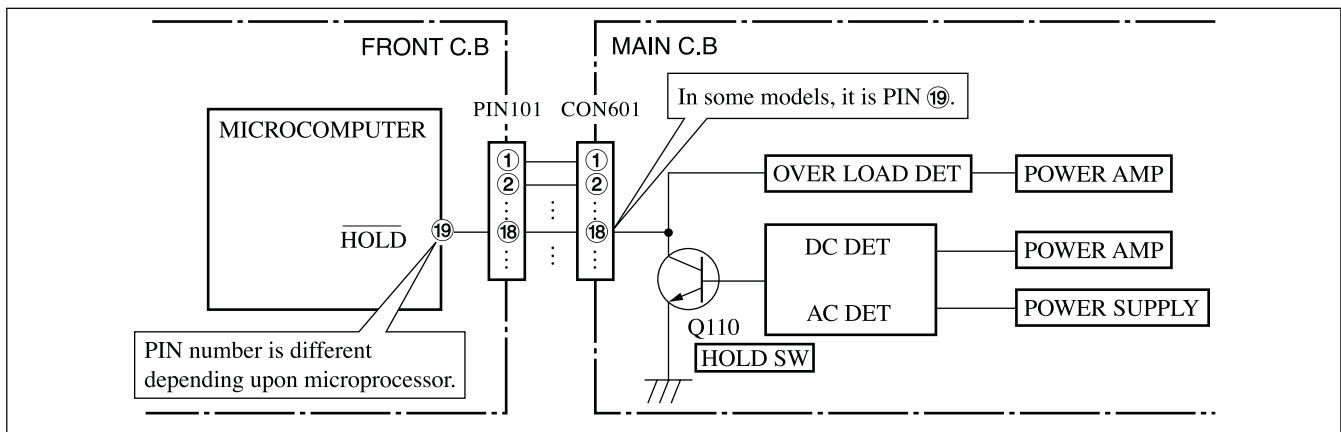 FRONT C.B
MAIN C.B
PIN101
CON601
In some models, it is PIN ⑲.
MICROCOMPUTER
①
①
②
②
⋮
⋮
⋮
HOLD
⑲
⑱
⑱
⋮
⋮
⋮
OVER LOAD DET
POWER AMP
DC DET
POWER AMP
AC DET
POWER SUPPLY
Q110
HOLD SW
PIN number is different
depending upon microprocessor.